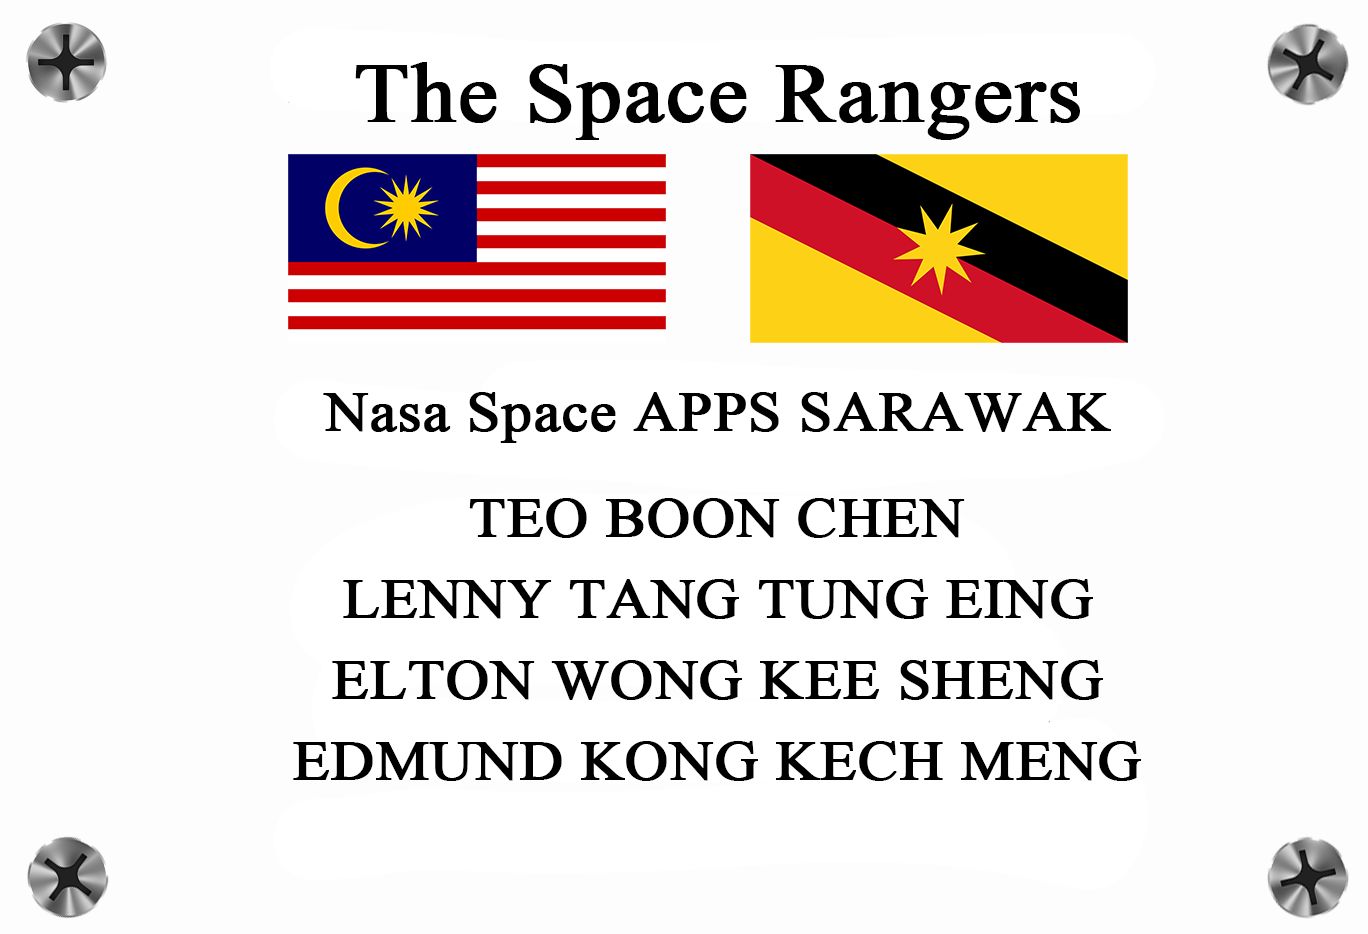 The Space Rangers
Nasa Space APPS SARAWAK
TEO BOON CHEN
LENNY TANG TUNG EING
ELTON WONG KEE SHENG
EDMUND KONG KECH MENG